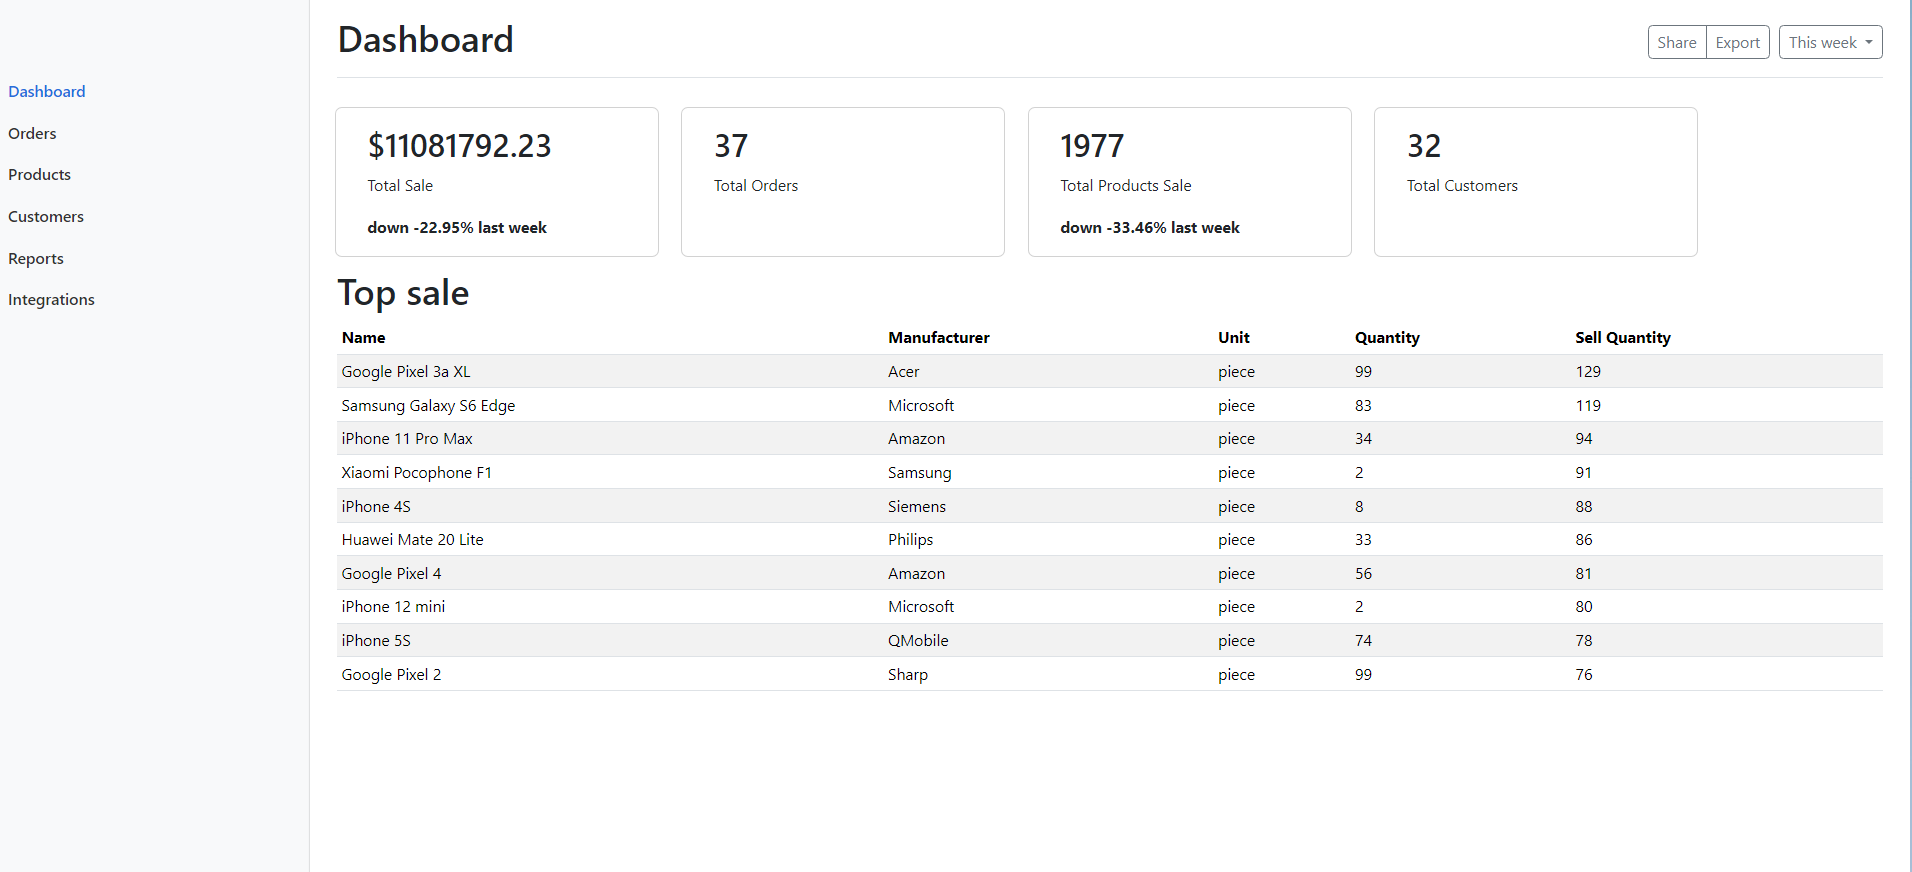 Dashboard
Share Export This week
Dashboard
Orders
Products
Customers
Reports
Integrations
$11081792.23
Total Sale
down -22.95% last week
37
Total Orders
1977
Total Products Sale
down -33.46% last week
32
Total Customers
Top sale
Name Manufacturer Unit Quantity Sell Quantity
Google Pixel 3a XL Acer piece 99 129
Samsung Galaxy S6 Edge Microsoft piece 83 119
iPhone 11 Pro Max Amazon piece 34 94
Xiaomi Pocophone F1 Samsung piece 2 91
iPhone 4S Siemens piece 8 88
Huawei Mate 20 Lite Philips piece 33 86
Google Pixel 4 Amazon piece 56 81
iPhone 12 mini Microsoft piece 2 80
iPhone 5S QMobile piece 74 78
Google Pixel 2 Sharp piece 99 76